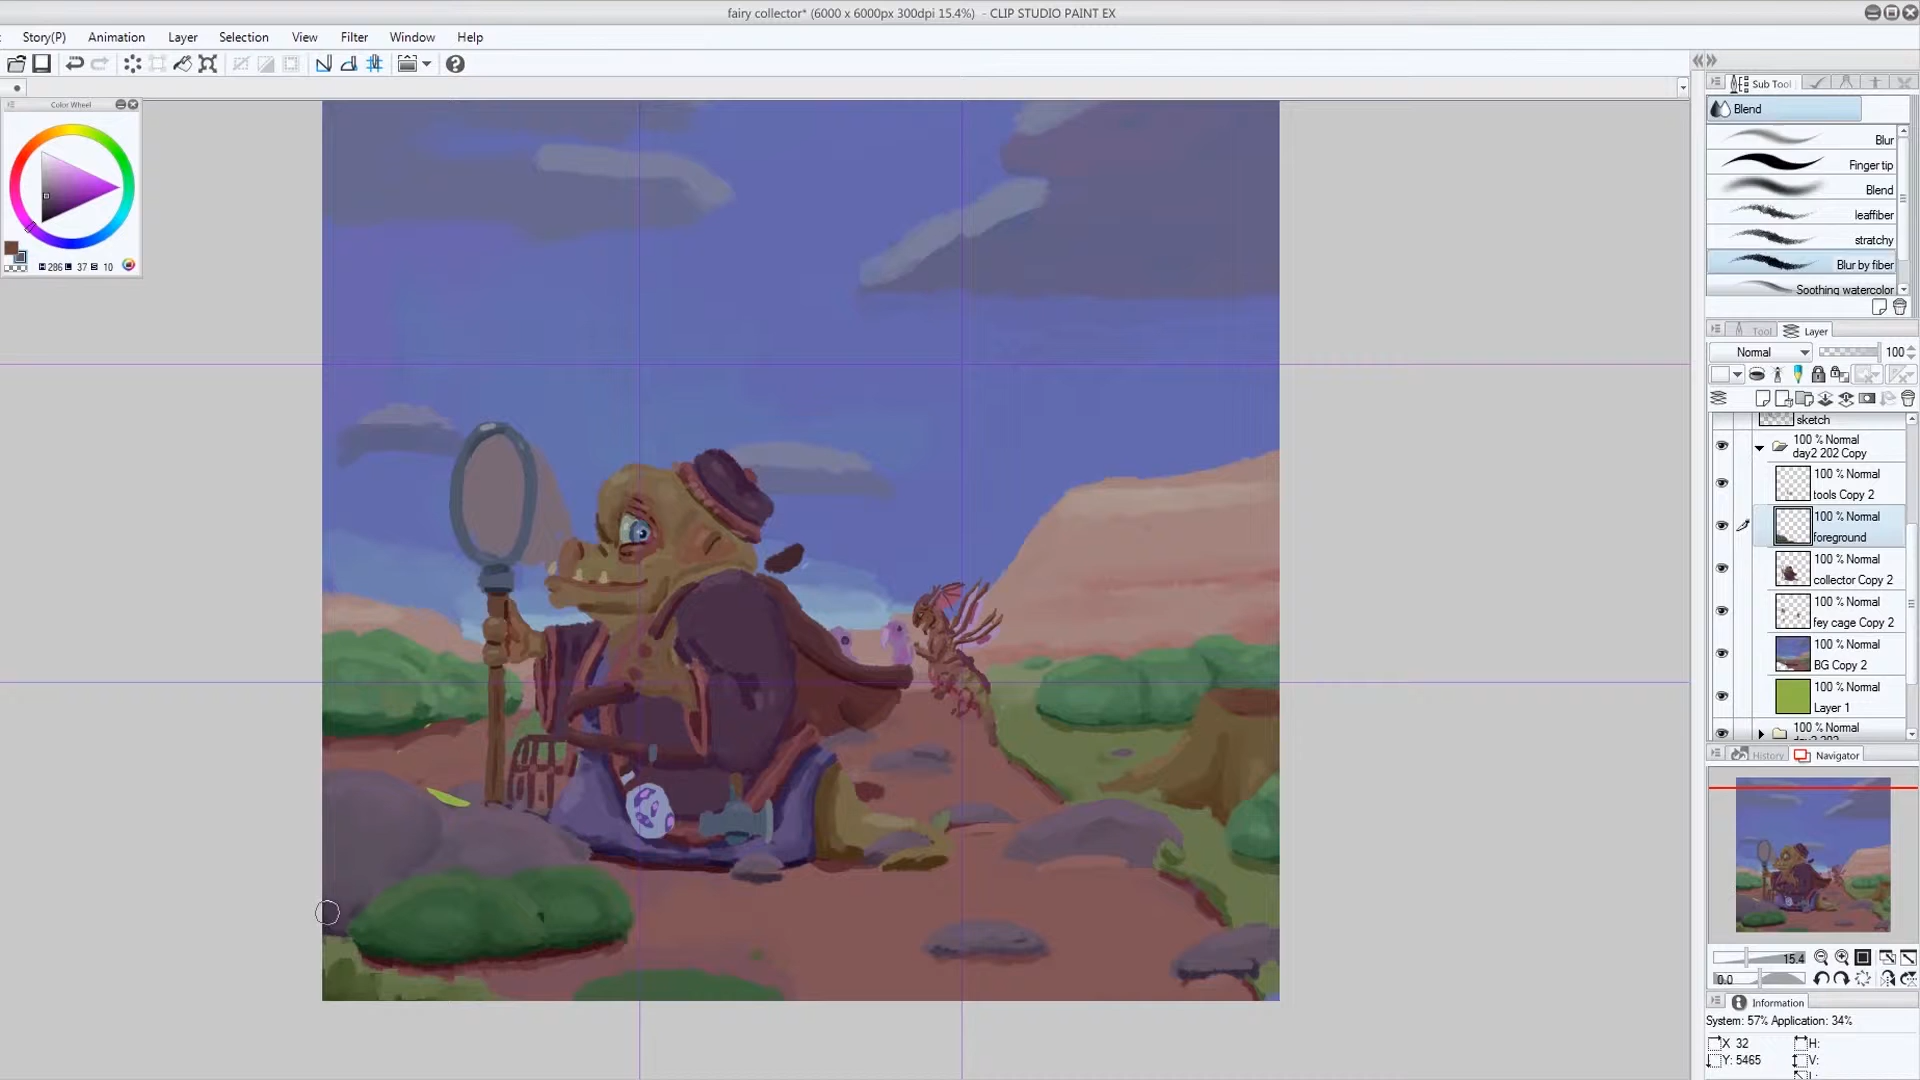 fairy collector* (6000 x 6000px 300dpi 15.4%) - CLIP STUDIO PAINT EX
Story(P) Animation Layer Selection View Filter Window Help
Color Wheel
286 37 10
Sub Tool
Blend
Blur
Finger tip
Blend
leaffiber
stratchy
Blur by fiber
Soothing watercolor
Tool Layer
Normal 100
sketch
100 % Normal
day2 202 Copy
100 % Normal
tools Copy 2
100 % Normal
foreground
100 % Normal
collector Copy 2
100 % Normal
fey cage Copy 2
100 % Normal
BG Copy 2
100 % Normal
Layer 1
100 % Normal
History Navigator
15.4
0.0
Information
System: 57% Application: 34%
X 32 H:
Y: 5465 V: